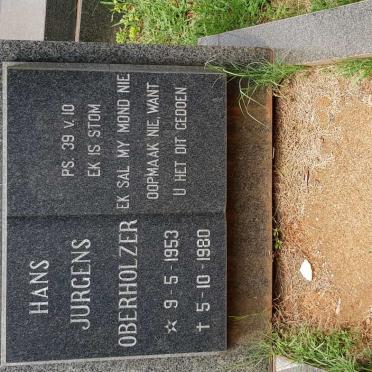 HANS
JURGENS
OBERHOLZER
☆ 9-5-1953
✝ 5-10-1980
PS. 39 V. 10
EK IS STOM
EK SAL MY MOND NIE
OOPMAAK NIE, WANT
U HET DIT GEDOEN.